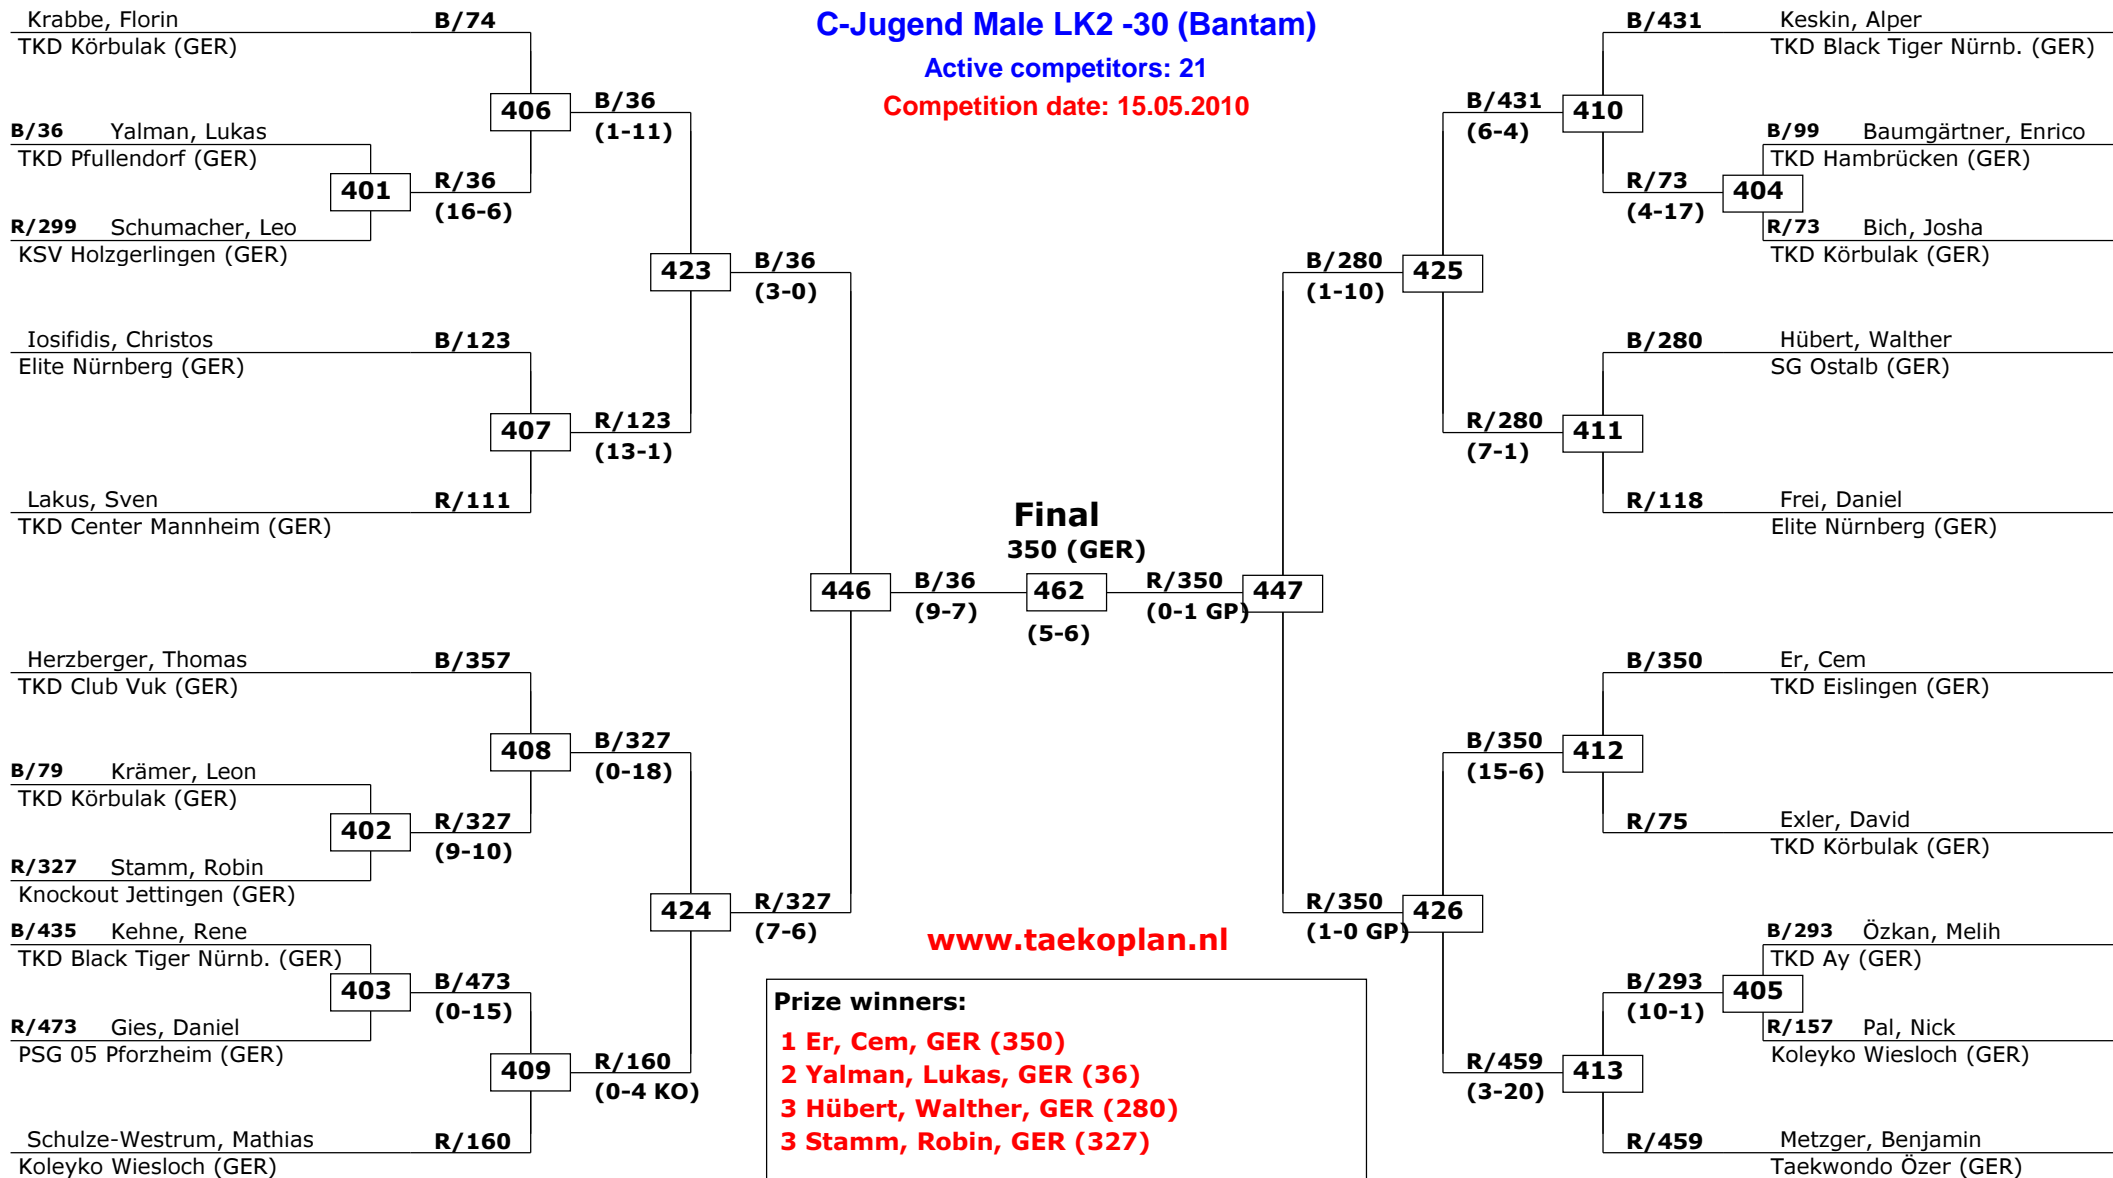 C-Jugend Male LK2 -30 (Bantam)
Active competitors: 21
Competition date: 15.05.2010
Krabbe, Florin B/74
TKD Körbulak (GER)
406
B/36
(1-11)
B/36 Yalman, Lukas
TKD Pfullendorf (GER)
401
R/36
(16-6)
R/299 Schumacher, Leo
KSV Holzgerlingen (GER)
423
B/36
(3-0)
Iosifidis, Christos B/123
Elite Nürnberg (GER)
407
R/123
(13-1)
Lakus, Sven R/111
TKD Center Mannheim (GER)
446
B/36
(9-7)
Herzberger, Thomas B/357
TKD Club Vuk (GER)
408
B/327
(0-18)
B/79 Krämer, Leon
TKD Körbulak (GER)
402
R/327
(9-10)
R/327 Stamm, Robin
Knockout Jettingen (GER)
424
R/327
(7-6)
B/435 Kehne, Rene
TKD Black Tiger Nürnb. (GER)
403
B/473
(0-15)
R/473 Gies, Daniel
PSG 05 Pforzheim (GER)
409
R/160
(0-4 KO)
Schulze-Westrum, Mathias R/160
Koleyko Wiesloch (GER)
Final
350 (GER)
462
(5-6)
R/350
(0-1 GP)
447
B/431 Keskin, Alper
TKD Black Tiger Nürnb. (GER)
B/431
(6-4)
410
B/99 Baumgärtner, Enrico
TKD Hambrücken (GER)
R/73
(4-17)
404
R/73 Bich, Josha
TKD Körbulak (GER)
B/280
(1-10)
425
B/280 Hübert, Walther
SG Ostalb (GER)
R/280
(7-1)
411
R/118 Frei, Daniel
Elite Nürnberg (GER)
B/350 Er, Cem
TKD Eislingen (GER)
B/350
(15-6)
412
R/75 Exler, David
TKD Körbulak (GER)
R/350
(1-0 GP)
426
B/293 Özkan, Melih
TKD Ay (GER)
B/293
(10-1)
405
R/157 Pal, Nick
Koleyko Wiesloch (GER)
R/459
(3-20)
413
R/459 Metzger, Benjamin
Taekwondo Özer (GER)
www.taekoplan.nl
Prize winners:
1 Er, Cem, GER (350)
2 Yalman, Lukas, GER (36)
3 Hübert, Walther, GER (280)
3 Stamm, Robin, GER (327)